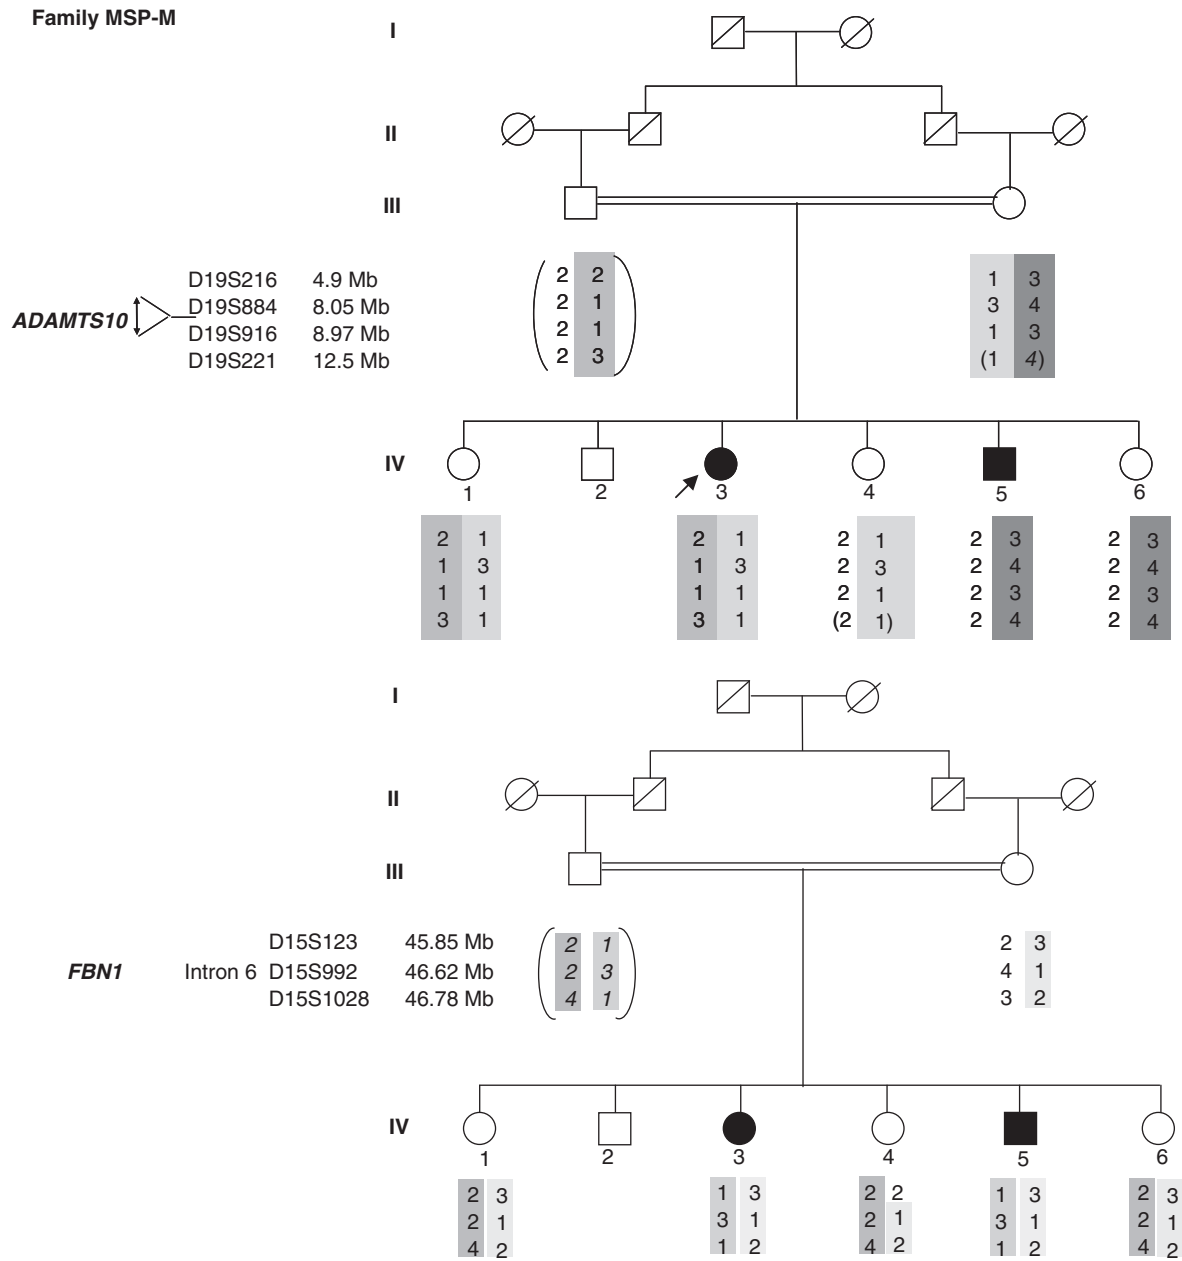 Family MSP-M
I
II
III
D19S216 4.9 Mb 2 2 1 3
D19S884 8.05 Mb 2 1 3 4
ADAMTS10
D19S916 8.97 Mb 2 1 1 3
D19S221 12.5 Mb 2 3 (1 4)
IV
1 2 3 4 5 6
2 1 2 1 2 1 2 3 2 3
1 3 1 3 2 3 2 4 2 4
1 1 1 1 2 1 2 3 2 3
3 1 3 1 (2 1) 2 4 2 4
I
II
III
D15S123 45.85 Mb 2 1 2 3
FBN1 Intron 6 D15S992 46.62 Mb 2 3 4 1
D15S1028 46.78 Mb 4 1 3 2
IV
1 2 3 4 5 6
2 3 1 3 2 2 1 3 2 3
2 1 3 1 2 1 3 1 2 1
4 2 1 2 4 2 1 2 4 2